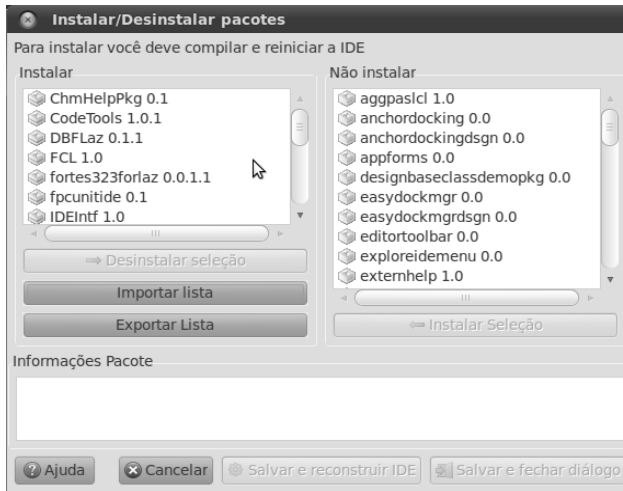 Instalar/Desinstalar pacotes
Para instalar você deve compilar e reiniciar a IDE
Instalar
ChmHelpPkg 0.1
CodeTools 1.0.1
DBFLaz 0.1.1
FCL 1.0
fortes323forlaz 0.0.1.1
fpcunitide 0.1
IDEIntf 1.0
Desinstalar seleção
Importar lista
Exportar Lista
Não instalar
aggpaslcl 1.0
anchordocking 0.0
anchordockingdsgn 0.0
appforms 0.0
designbaseclassdemopkg 0.0
easydockmgr 0.0
easydockmgrdsgn 0.0
editortoolbar 0.0
exploreidemenu 0.0
externhelp 1.0
Instalar Seleção
Informações Pacote
Ajuda
Cancelar
Salvar e reconstruir IDE
Salvar e fechar diálogo